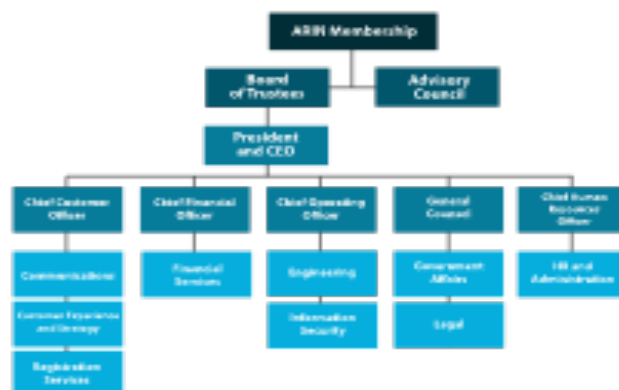 ARIN Membership
Board
of Trustees
Advisory
Council
President
and CEO
Chief Customer
Officer
Chief Financial
Officer
Chief Operating
Officer
General
Counsel
Chief Human
Resources
Officer
Communications
Financial
Services
Engineering
Government
Affairs
HR and
Administration
Customer Experience
and Strategy
Information
Security
Legal
Registration
Services